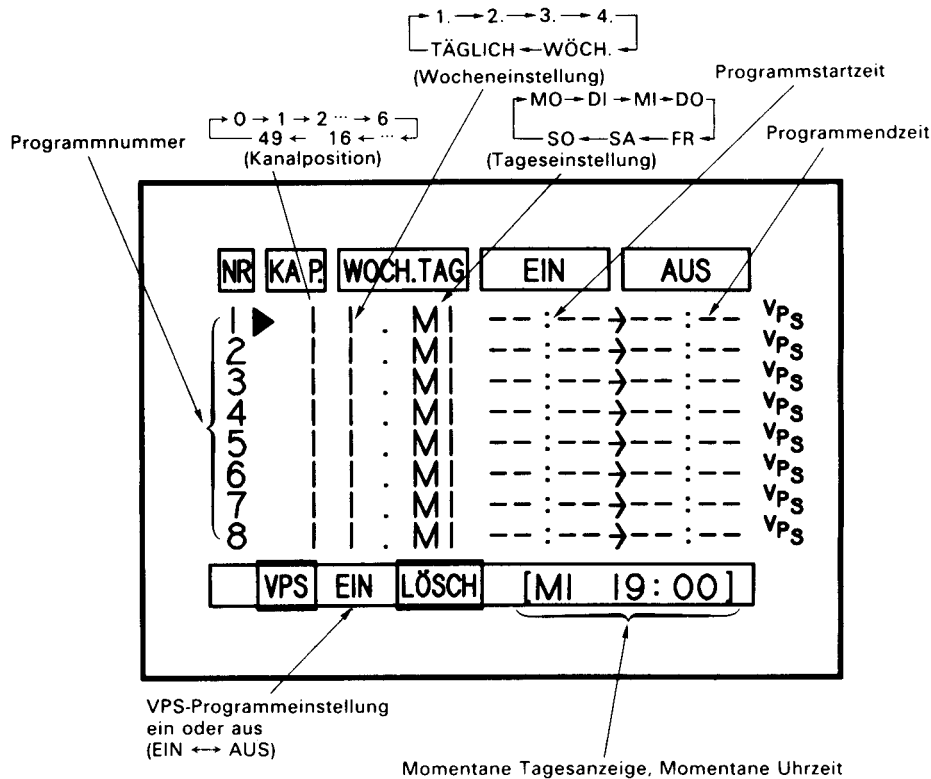 → 1. → 2. → 3. → 4.
TÄGLICH ← WÖCH.
(Wocheneinstellung)
Programmstartzeit
→ MO → DI → MI → DO
SO ← SA ← FR
(Tageseinstellung)
Programmendzeit
→ 0 → 1 → 2 ··· → 6
49 ← 16 ← ···
(Kanalposition)
Programmnummer
NR KA.P. WOCH.TAG EIN AUS
1 ▶ 1 1. MI --:-- → --:-- VPS
2 1 1. MI --:-- → --:-- VPS
3 1 1. MI --:-- → --:-- VPS
4 1 1. MI --:-- → --:-- VPS
5 1 1. MI --:-- → --:-- VPS
6 1 1. MI --:-- → --:-- VPS
7 1 1. MI --:-- → --:-- VPS
8 1 1. MI --:-- → --:-- VPS
VPS EIN LÖSCH [MI 19:00]
VPS-Programmeinstellung
ein oder aus
(EIN ↔ AUS)
Momentane Tagesanzeige, Momentane Uhrzeit